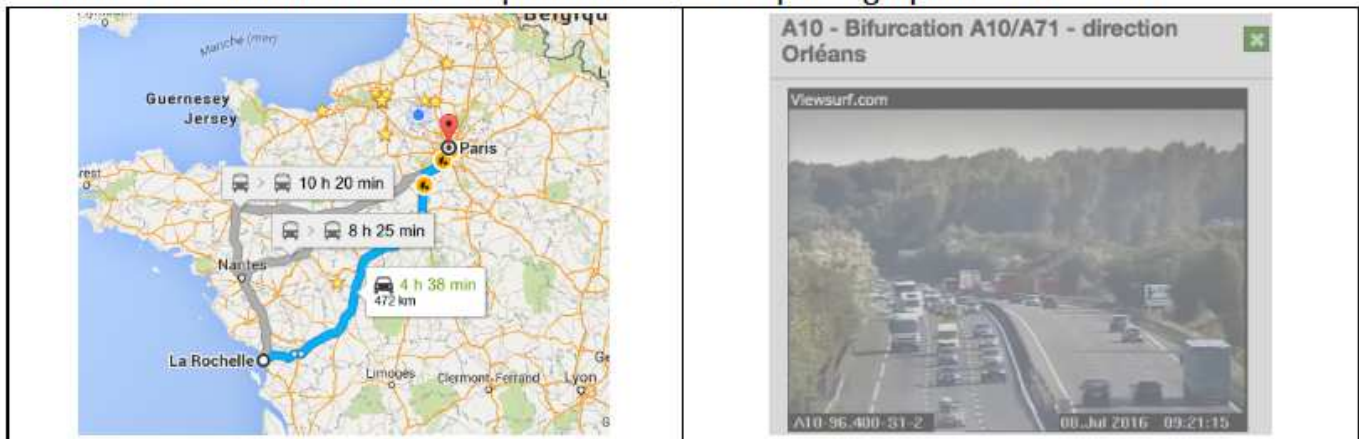 Manche (mer)
Guernesey
Jersey
Paris
10 h 20 min
8 h 25 min
Nantes
4 h 38 min
472 km
La Rochelle
Limoges
Clermont-Ferrand
Lyon
A10 - Bifurcation A10/A71 - direction
Orléans
Viewsurf.com
A10-96.400-S1-2
08.Jul 2016 09:21:15